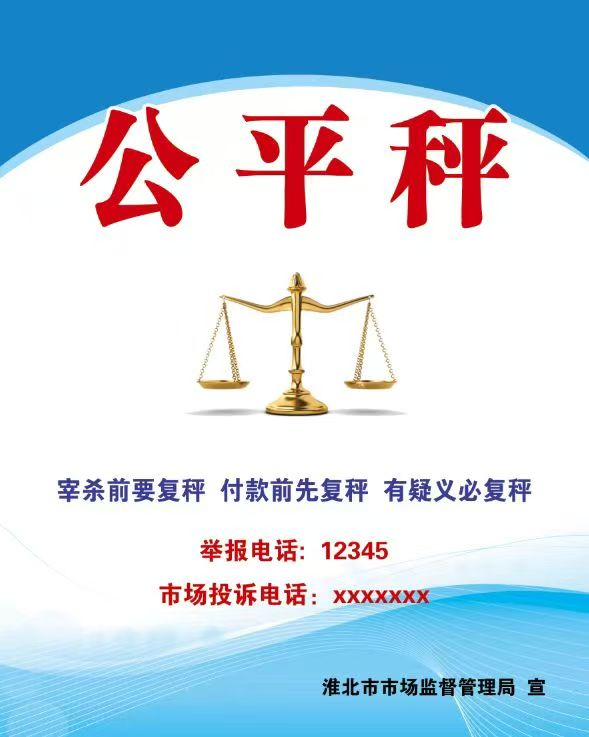 公平秤
宰杀前要复秤 付款前先复秤 有疑义必复秤
举报电话: 12345
市场投诉电话: xxxxxxx
淮北市市场监督管理局 宣